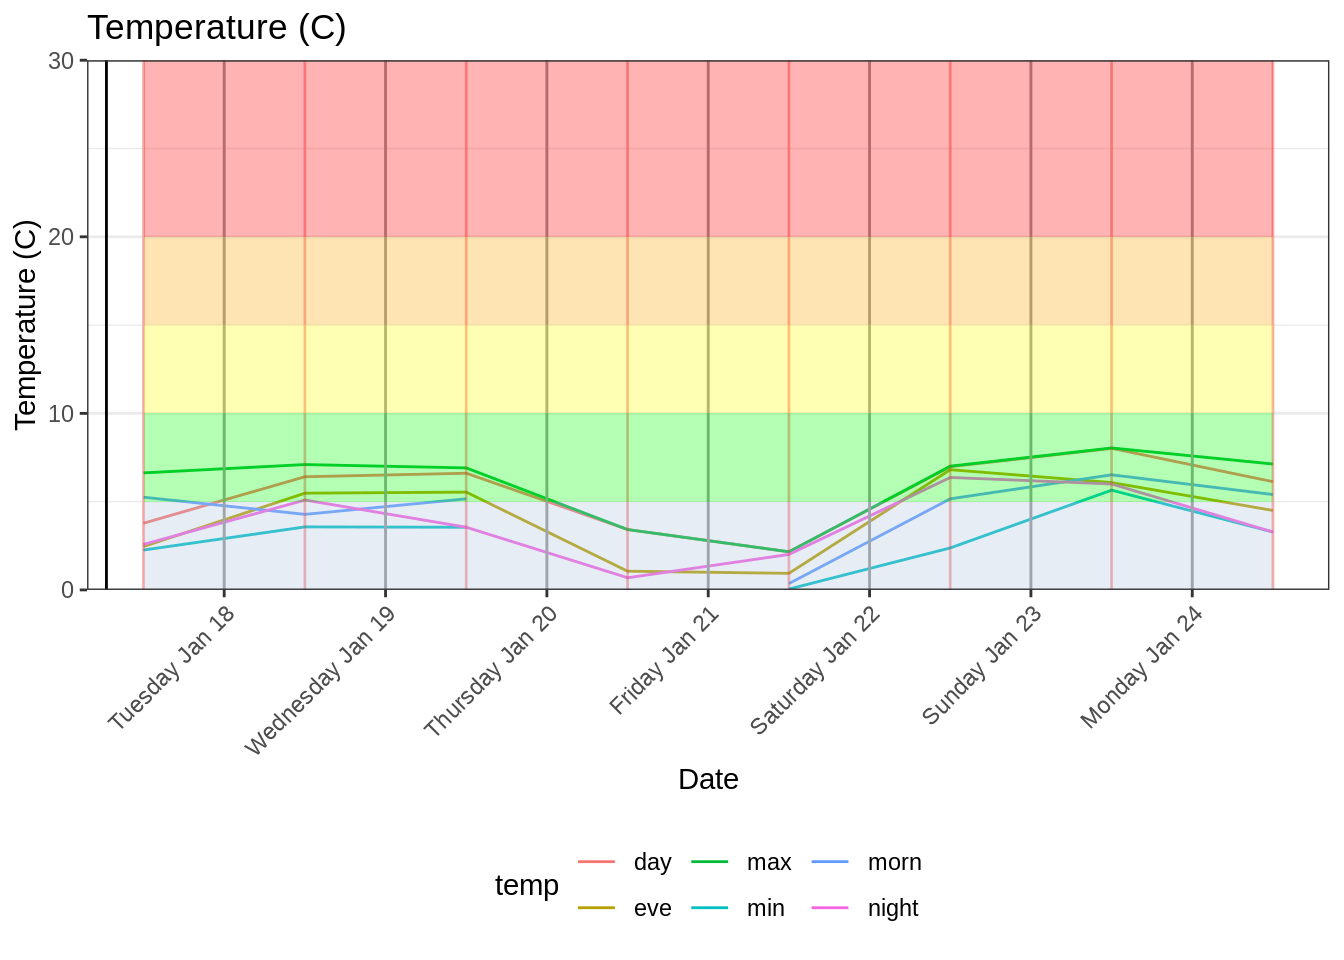 Temperature (C)
30
20
10
0
Temperature (C)
Tuesday Jan 18
Wednesday Jan 19
Thursday Jan 20
Friday Jan 21
Saturday Jan 22
Sunday Jan 23
Monday Jan 24
Date
temp
day
max
morn
eve
min
night